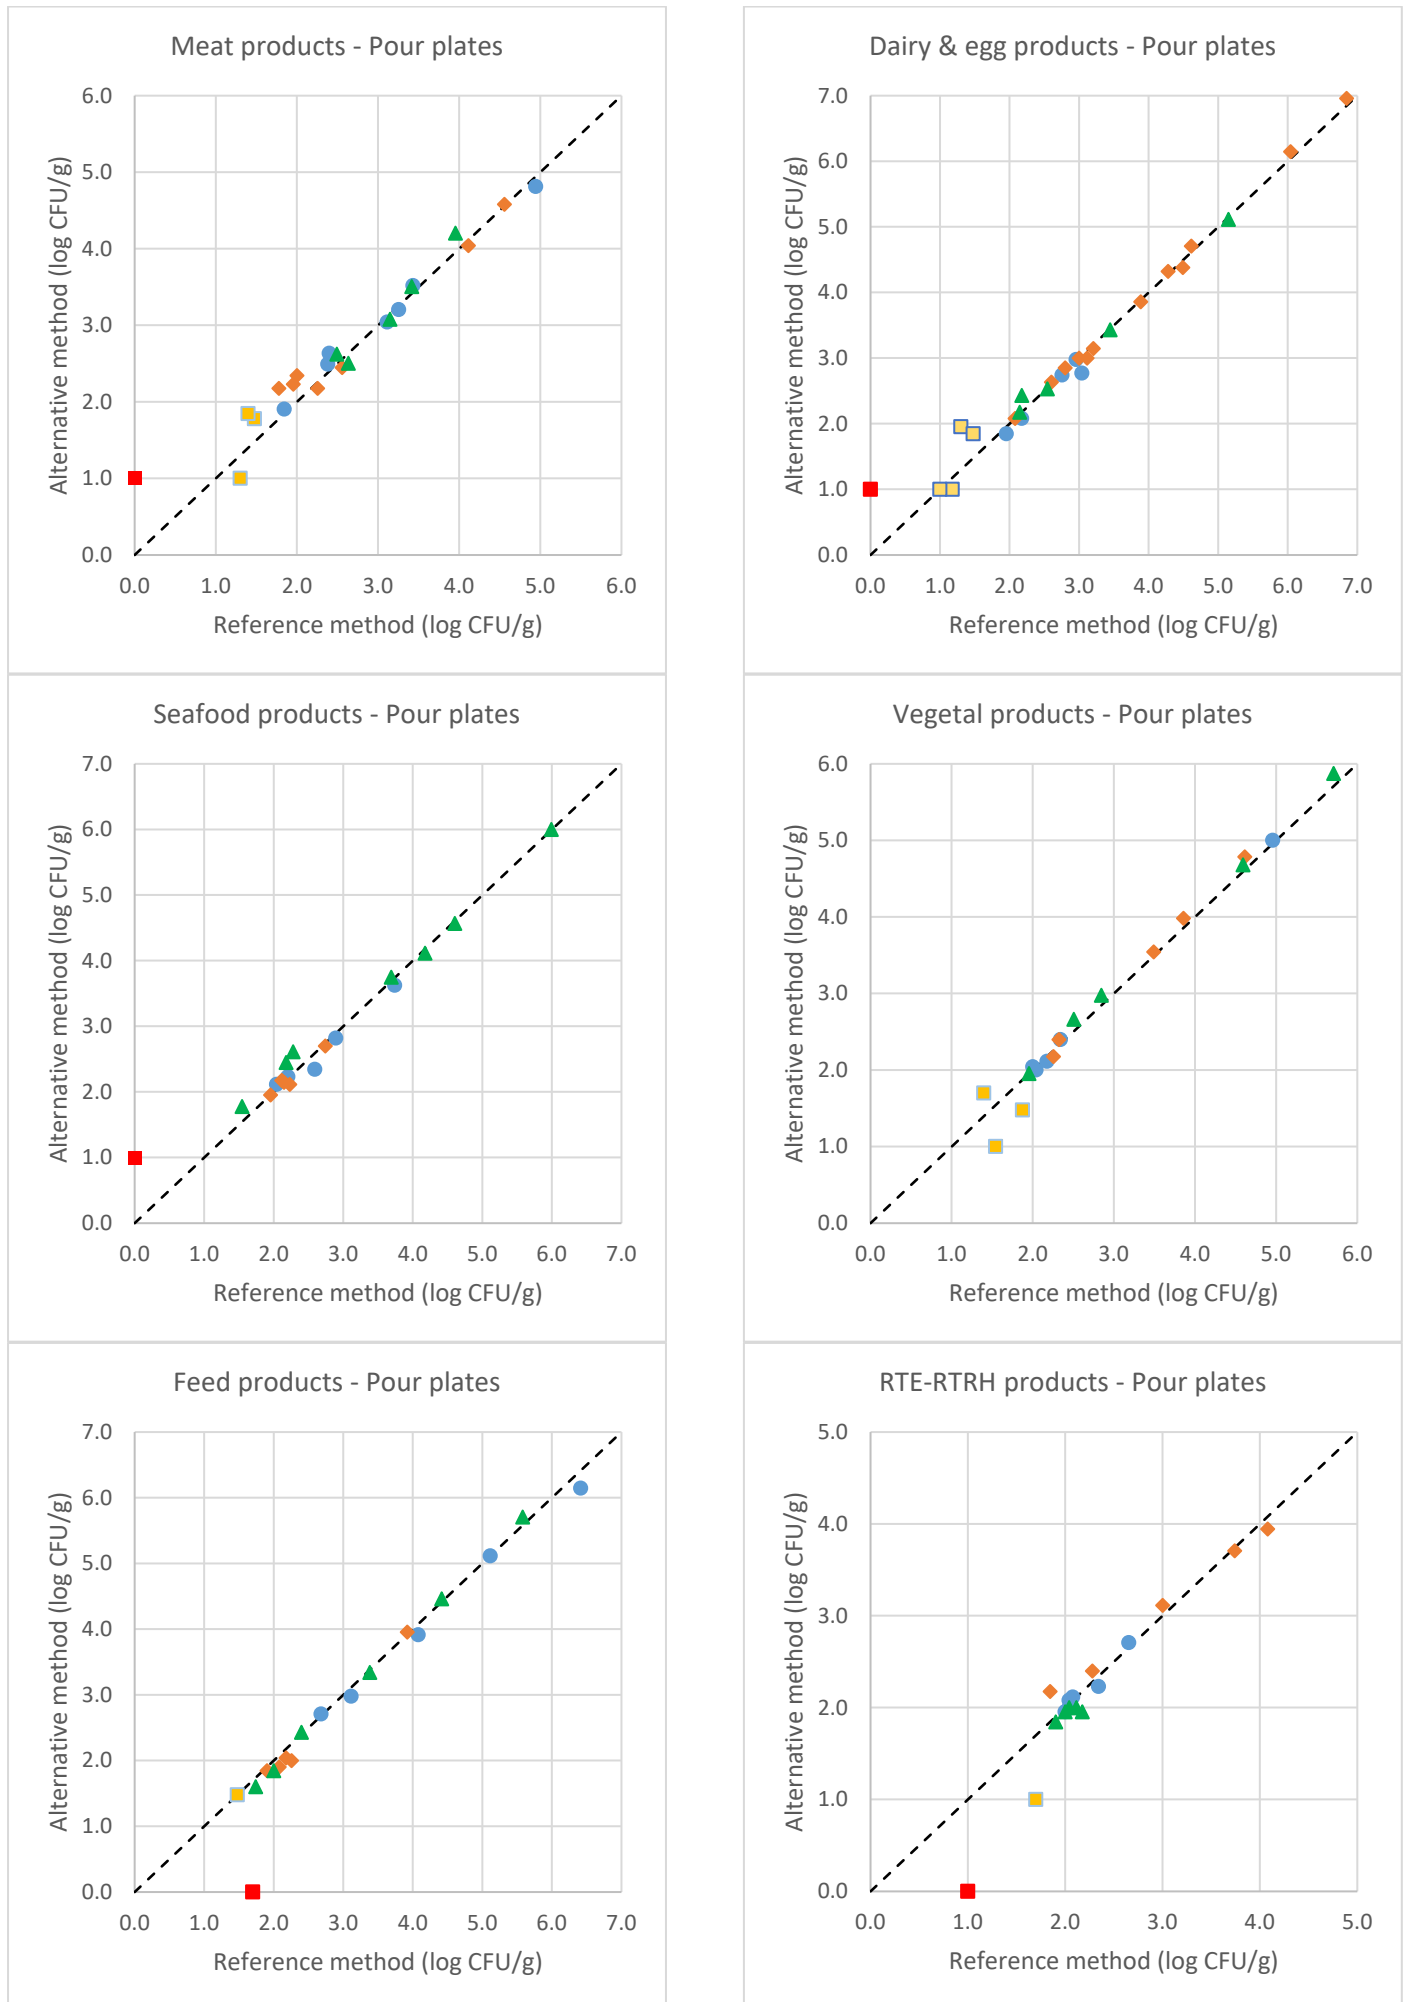 Meat products - Pour plates
Alternative method (log CFU/g)
6.0
5.0
4.0
3.0
2.0
1.0
0.0
0.0 1.0 2.0 3.0 4.0 5.0 6.0
Reference method (log CFU/g)
Dairy & egg products - Pour plates
Alternative method (log CFU/g)
7.0
6.0
5.0
4.0
3.0
2.0
1.0
0.0
0.0 1.0 2.0 3.0 4.0 5.0 6.0 7.0
Reference method (log CFU/g)
Seafood products - Pour plates
Alternative method (log CFU/g)
7.0
6.0
5.0
4.0
3.0
2.0
1.0
0.0
0.0 1.0 2.0 3.0 4.0 5.0 6.0 7.0
Reference method (log CFU/g)
Vegetal products - Pour plates
Alternative method (log CFU/g)
6.0
5.0
4.0
3.0
2.0
1.0
0.0
0.0 1.0 2.0 3.0 4.0 5.0 6.0
Reference method (log CFU/g)
Feed products - Pour plates
Alternative method (log CFU/g)
7.0
6.0
5.0
4.0
3.0
2.0
1.0
0.0
0.0 1.0 2.0 3.0 4.0 5.0 6.0 7.0
Reference method (log CFU/g)
RTE-RTRH products - Pour plates
Alternative method (log CFU/g)
5.0
4.0
3.0
2.0
1.0
0.0
0.0 1.0 2.0 3.0 4.0 5.0
Reference method (log CFU/g)